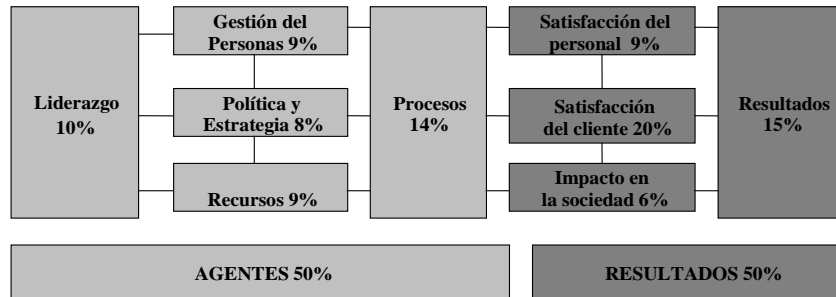 Liderazgo
10%
Gestión del
Personas 9%
Política y
Estrategia 8%
Recursos 9%
Procesos
14%
Satisfacción del
personal 9%
Satisfacción
del cliente 20%
Impacto en
la sociedad 6%
Resultados
15%
AGENTES 50%
RESULTADOS 50%